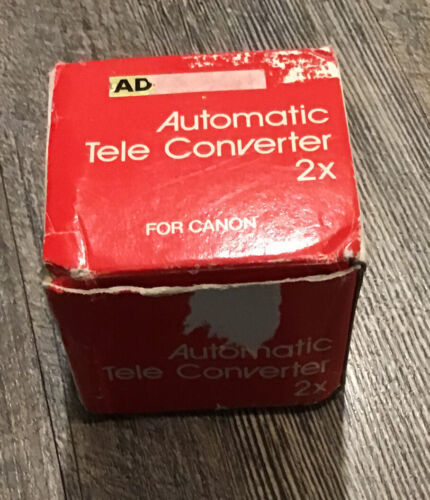 AD
Automatic
Tele Converter
2x
FOR CANON
Automatic
Tele Converter
2x